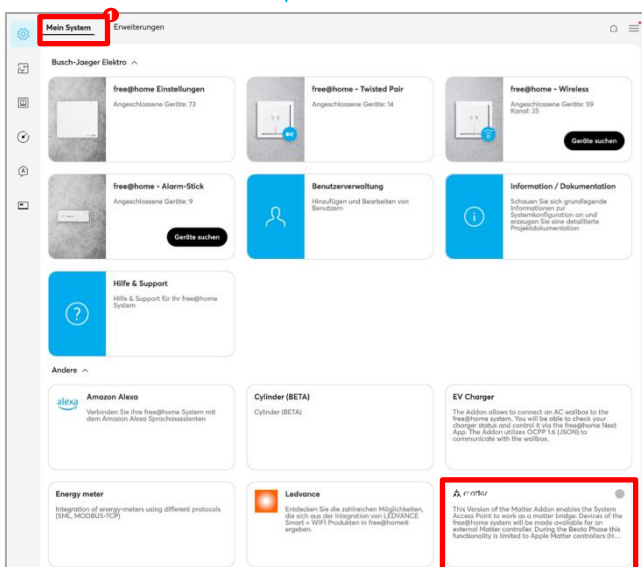 1
Mein System Erweiterungen
Busch-Jaeger Elektro
free@home Einstellungen
Angeschlossene Geräte: 73
free@home - Twisted Pair
Angeschlossene Geräte: 14
free@home - Wireless
Angeschlossene Geräte: 59
Kanal: 25
Geräte suchen
free@home - Alarm-Stick
Angeschlossene Geräte: 9
Geräte suchen
Benutzerverwaltung
Hinzufügen und Bearbeiten von
Benutzern
Information / Dokumentation
Schauen Sie sich grundlegende
Informationen zur
Systemkonfiguration an und
erzeugen Sie eine detaillierte
Projektdokumentation
Hilfe & Support
Hilfe & Support für Ihr free@home
System
Andere
alexa
Amazon Alexa
Verbinden Sie Ihre free@home System mit
dem Amazon Alexa Sprachassistenten
Cylinder (BETA)
Cylinder (BETA)
EV Charger
The Addon allows to connect an AC wallbox to the
free@home system. You will be able to check your
charger status and control it via the free@home Next
App. The Addon utilizes OCPP 1.6 (JSON) to
communicate with the wallbox.
Energy meter
Integration of energy-meters using different protocols
(SML, MODBUS-TCP)
Ledvance
Entdecken Sie die zahlreichen Möglichkeiten,
die sich aus der Integration von LEDVANCE
Smart + WIFI Produkten in free@home®
ergeben.
matter
This Version of the Matter Addon enables the System
Access Point to work as a matter bridge: Devices of the
free@home system will be made available for an
external Matter controller. During the Beata Phase this
functionality is limited to Apple Matter controllers (H...